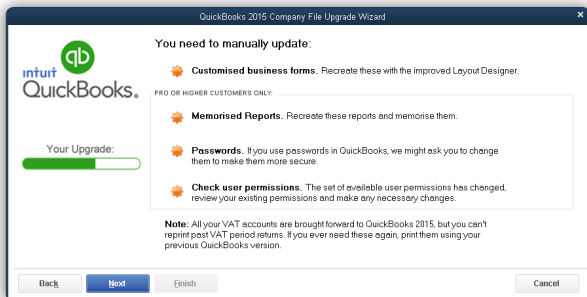 QuickBooks 2015 Company File Upgrade Wizard
You need to manually update:
intuit qb
QuickBooks.
Customised business forms. Recreate these with the improved Layout Designer.
PRO OR HIGHER CUSTOMERS ONLY:
Memorised Reports. Recreate these reports and memorise them.
Your Upgrade:
Passwords. If you use passwords in QuickBooks, we might ask you to change
them to make them more secure.
Check user permissions. The set of available user permissions has changed,
review your existing permissions and make any necessary changes.
Note: All your VAT accounts are brought forward to QuickBooks 2015, but you can't
reprint past VAT period returns. If you ever need these again, print them using your
previous QuickBooks version.
Back Next Finish Cancel